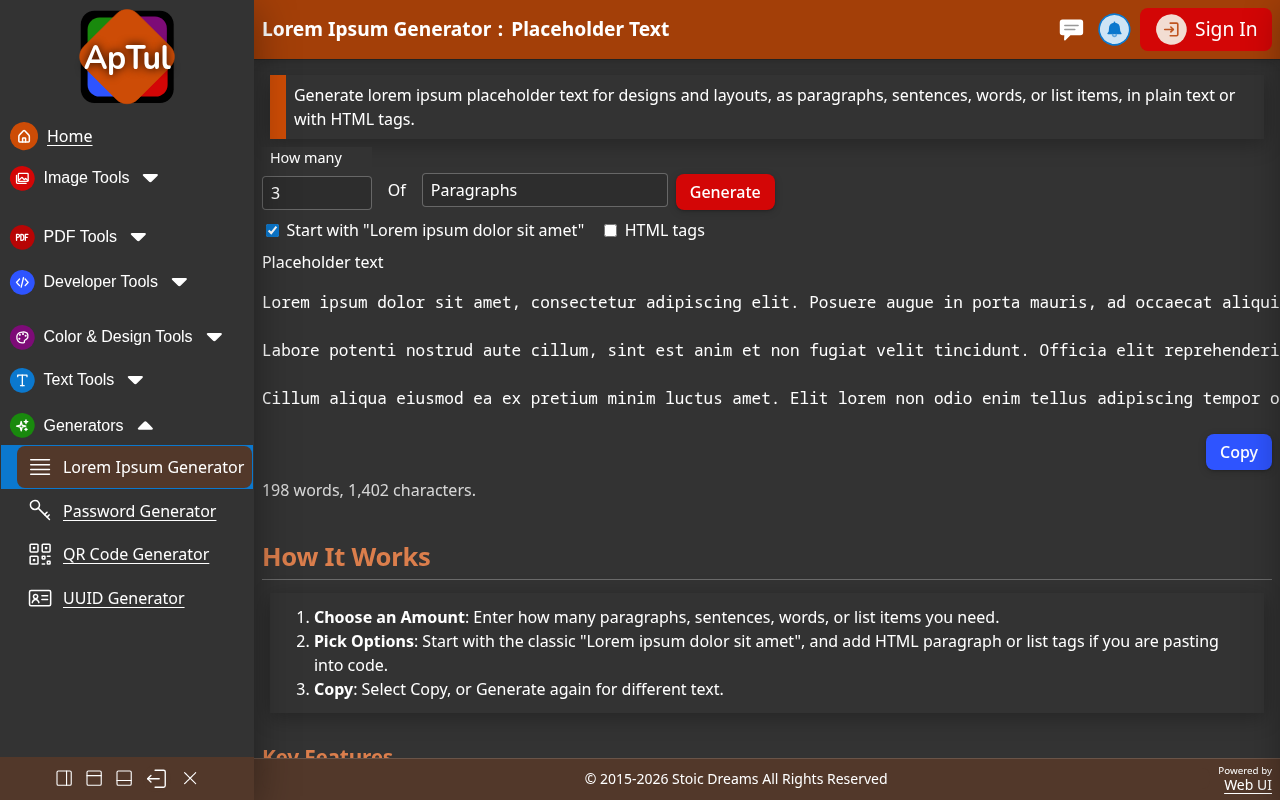 ApTul
Home
Image Tools
PDF
PDF Tools
Developer Tools
Color & Design Tools
Text Tools
Generators
Lorem Ipsum Generator
Password Generator
QR Code Generator
UUID Generator
Lorem Ipsum Generator : Placeholder Text
Sign In
Generate lorem ipsum placeholder text for designs and layouts, as paragraphs, sentences, words, or list items, in plain text or
with HTML tags.
How many
3 Of Paragraphs Generate
Start with "Lorem ipsum dolor sit amet" HTML tags
Placeholder text
Lorem ipsum dolor sit amet, consectetur adipiscing elit. Posuere augue in porta mauris, ad occaecat aliqui
Labore potenti nostrud aute cillum, sint est anim et non fugiat velit tincidunt. Officia elit reprehenderi
Cillum aliqua eiusmod ea ex pretium minim luctus amet. Elit lorem non odio enim tellus adipiscing tempor o
Copy
198 words, 1,402 characters.
How It Works
1. Choose an Amount: Enter how many paragraphs, sentences, words, or list items you need.
2. Pick Options: Start with the classic "Lorem ipsum dolor sit amet", and add HTML paragraph or list tags if you are pasting
into code.
3. Copy: Select Copy, or Generate again for different text.
Key Features
© 2015-2026 Stoic Dreams All Rights Reserved
Powered by
Web UI